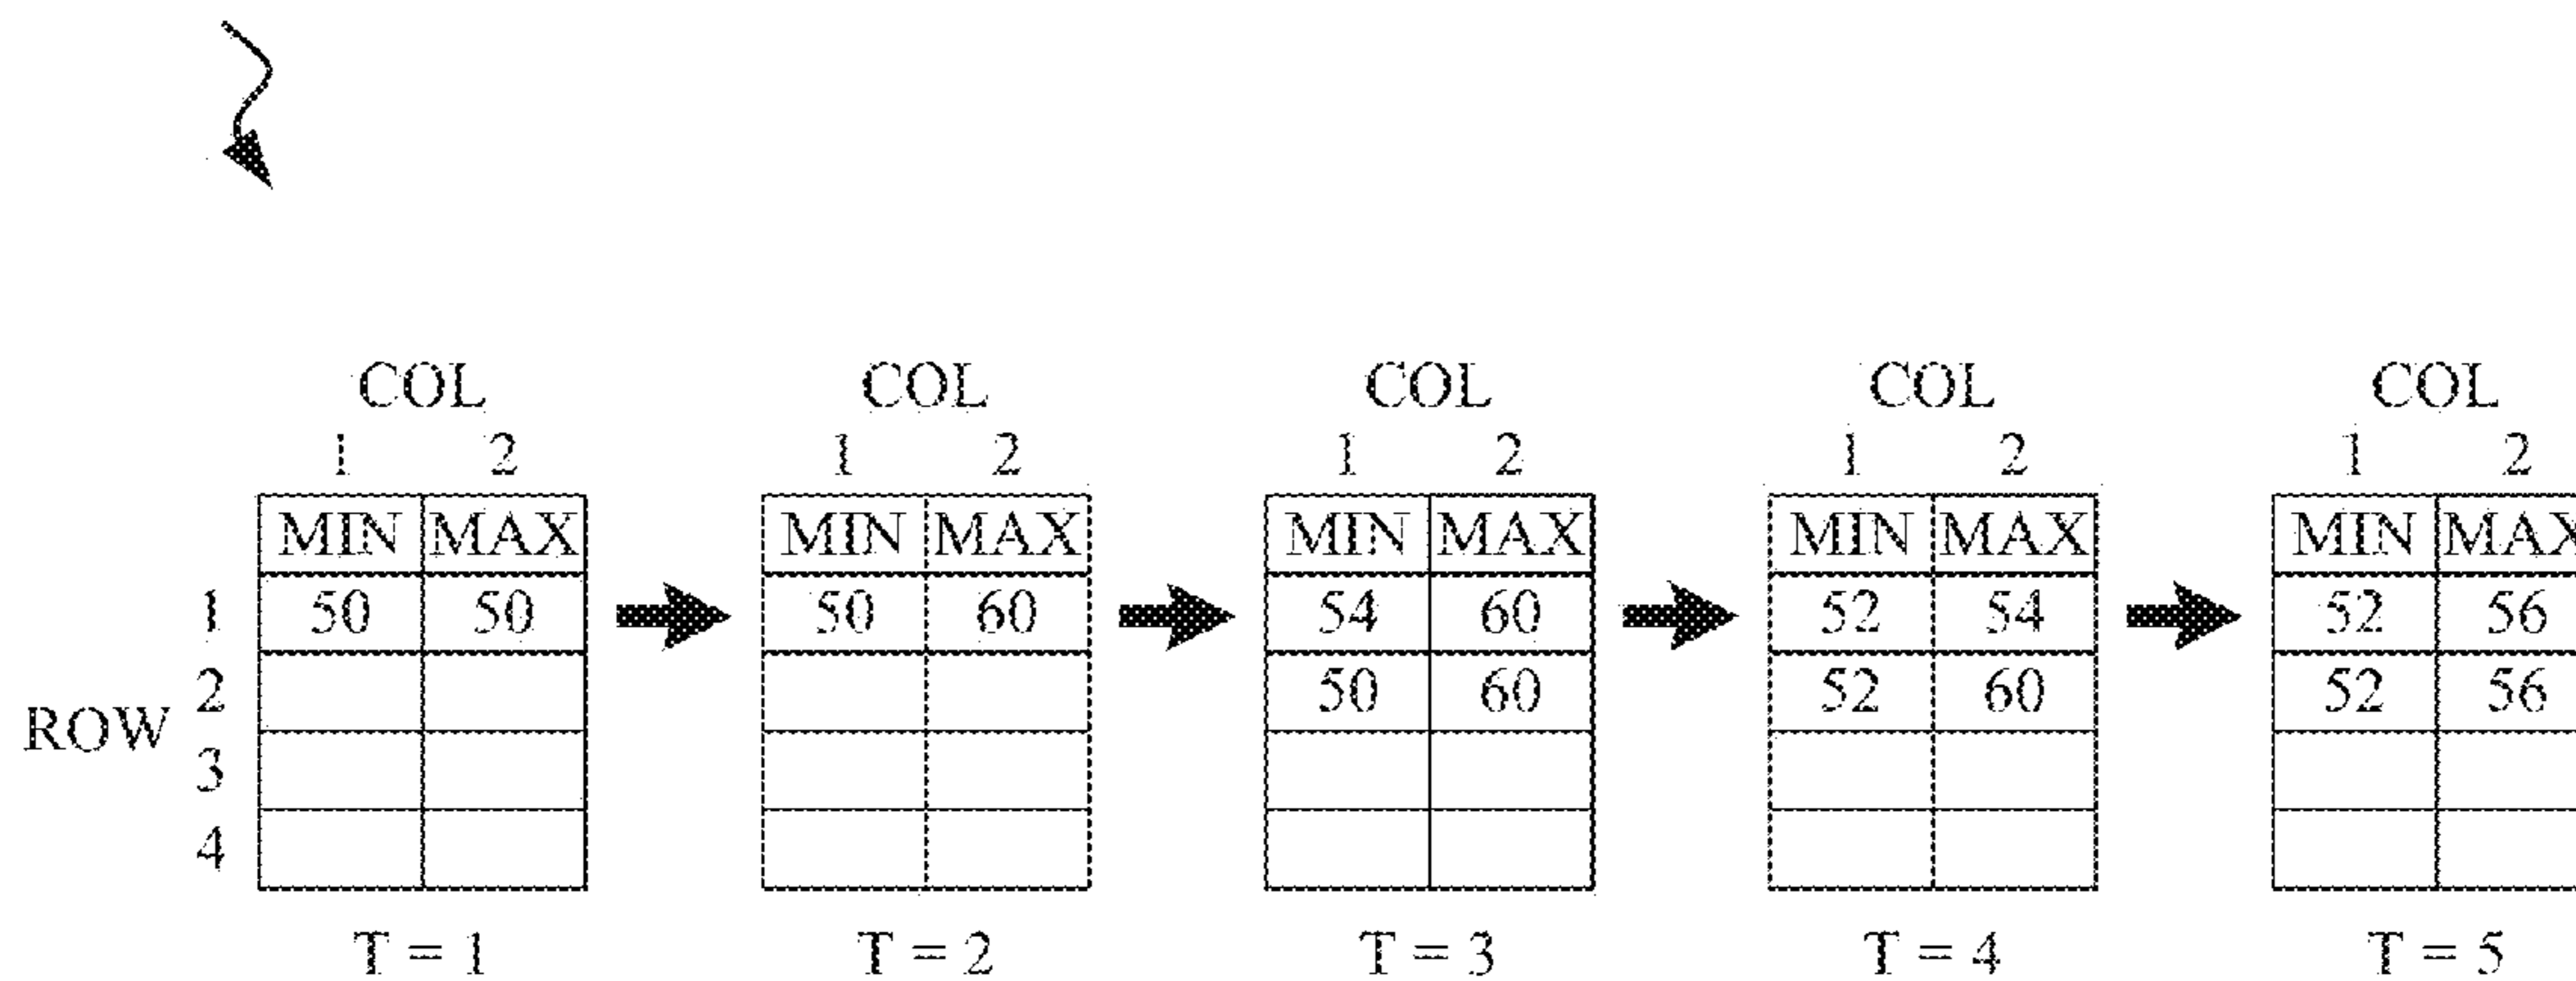 COL COL COL COL COL
1 2 1 2 1 2 1 2 1 2
MIN MAX MIN MAX MIN MAX MIN MAX MIN MAX
1 50 50 50 60 54 60 52 54 52 56
2 50 60 52 60 52 56
ROW
3
4
T = 1 T = 2 T = 3 T = 4 T = 5